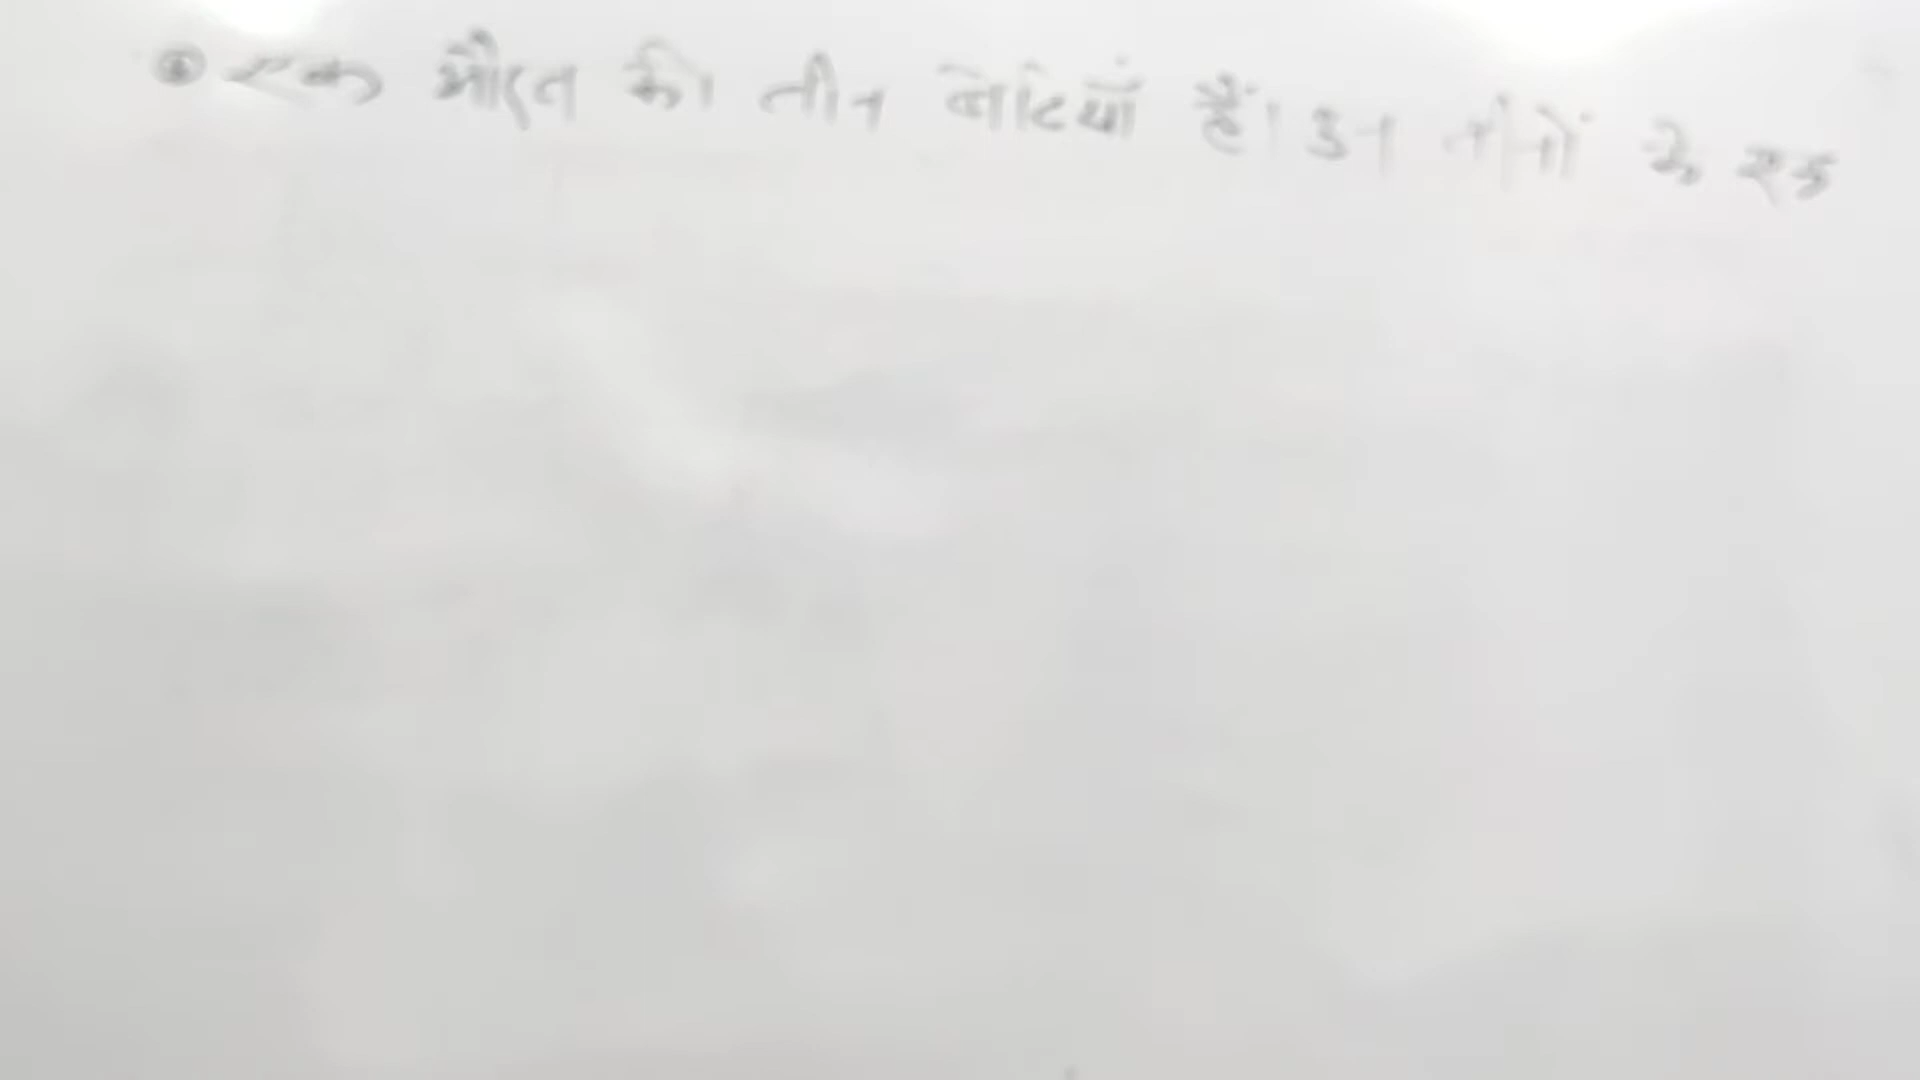 एक औरत की तीन बेटियाँ हैं। उन तीनों के एक